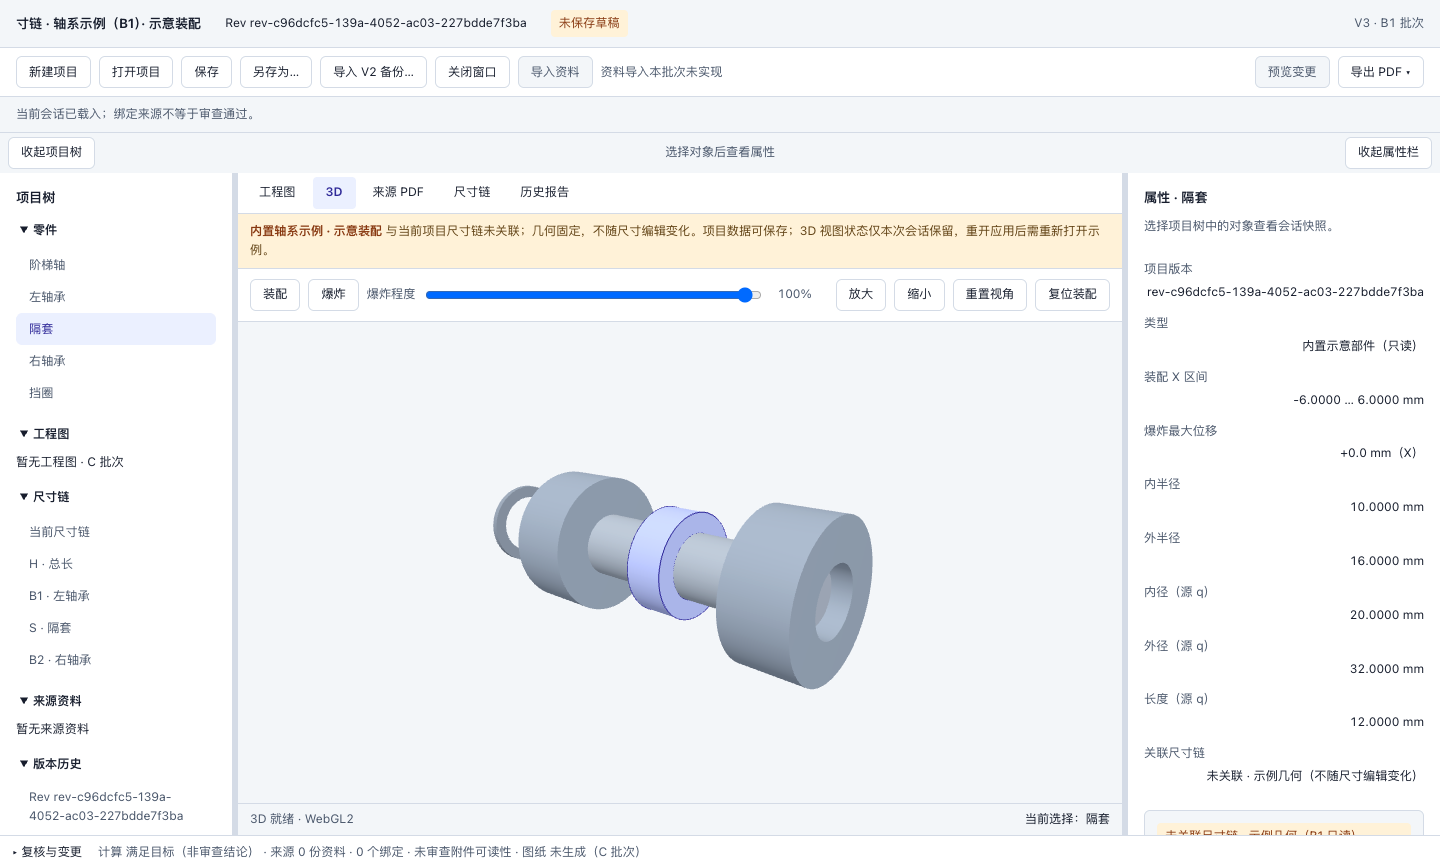 寸链 · 轴系示例（B1）· 示意装配
Rev rev-c96dcfc5-139a-4052-ac03-227bdde7f3ba
未保存草稿
V3 · B1 批次
新建项目
打开项目
保存
另存为...
导入 V2 备份...
关闭窗口
导入资料
资料导入本批次未实现
预览变更
导出 PDF ▾
当前会话已载入；绑定来源不等于审查通过。
收起项目树
选择对象后查看属性
收起属性栏
项目树
▼ 零件
阶梯轴
左轴承
隔套
右轴承
挡圈
▼ 工程图
暂无工程图 · C 批次
▼ 尺寸链
当前尺寸链
H · 总长
B1 · 左轴承
S · 隔套
B2 · 右轴承
▼ 来源资料
暂无来源资料
▼ 版本历史
Rev rev-c96dcfc5-139a-
4052-ac03-227bdde7f3ba
工程图
3D
来源 PDF
尺寸链
历史报告
内置轴系示例 · 示意装配 与当前项目尺寸链未关联；几何固定，不随尺寸编辑变化。项目数据可保存；3D 视图状态仅本次会话保留，重开应用后需重新打开示
例。
装配
爆炸
爆炸程度
100%
放大
缩小
重置视角
复位装配
3D 就绪 · WebGL2
当前选择：隔套
属性 · 隔套
选择项目树中的对象查看会话快照。
项目版本
rev-c96dcfc5-139a-4052-ac03-227bdde7f3ba
类型
内置示意部件（只读）
装配 X 区间
-6.0000 ... 6.0000 mm
爆炸最大位移
+0.0 mm（X）
内半径
10.0000 mm
外半径
16.0000 mm
内径（源 q）
20.0000 mm
外径（源 q）
32.0000 mm
长度（源 q）
12.0000 mm
关联尺寸链
未关联 · 示例几何（不随尺寸编辑变化）
未关联尺寸链 · 示例几何（B1 只读）
▸ 复核与变更
计算 满足目标（非审查结论） · 来源 0 份资料 · 0 个绑定 · 未审查附件可读性 · 图纸 未生成（C 批次）